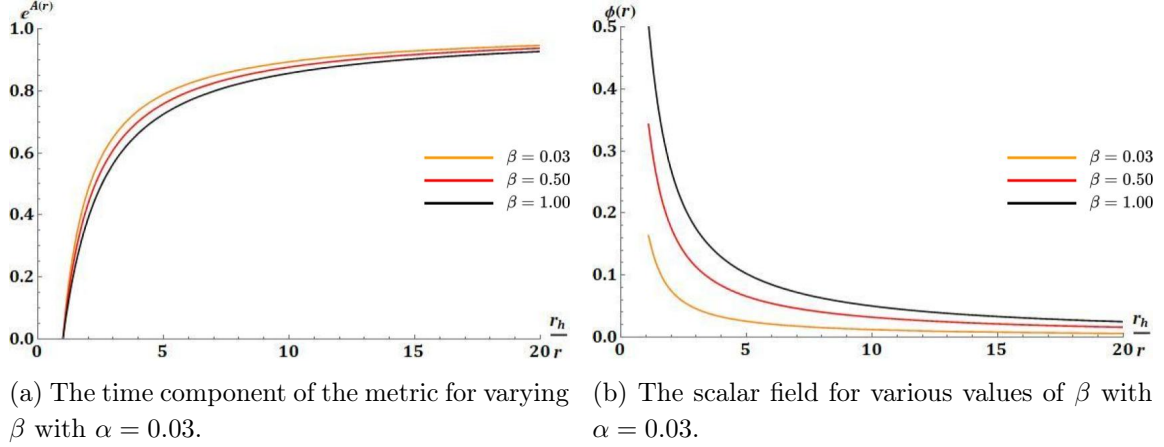 e^{A(r)}
1.0
0.8
0.6
0.4
0.2
0.0
0 5 10 15 20
r_h
r
β = 0.03
β = 0.50
β = 1.00
ϕ(r)
0.5
0.4
0.3
0.2
0.1
0.0
0 5 10 15 20
r_h
r
β = 0.03
β = 0.50
β = 1.00
(a) The time component of the metric for varying
β with α = 0.03.
(b) The scalar field for various values of β with
α = 0.03.